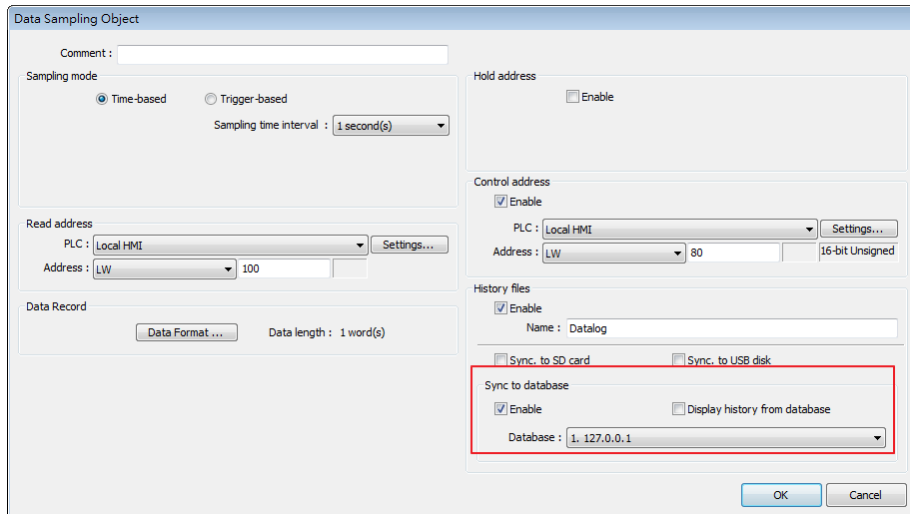 Data Sampling Object
Comment :
Sampling mode
Time-based
Trigger-based
Sampling time interval : 1 second(s)
Read address
PLC : Local HMI
Settings...
Address : LW
100
Data Record
Data Format ...
Data length : 1 word(s)
Hold address
Enable
Control address
Enable
PLC : Local HMI
Settings...
Address : LW
80
16-bit Unsigned
History files
Enable
Name : Datalog
Sync. to SD card
Sync. to USB disk
Sync to database
Enable
Display history from database
Database : 1. 127.0.0.1
OK
Cancel